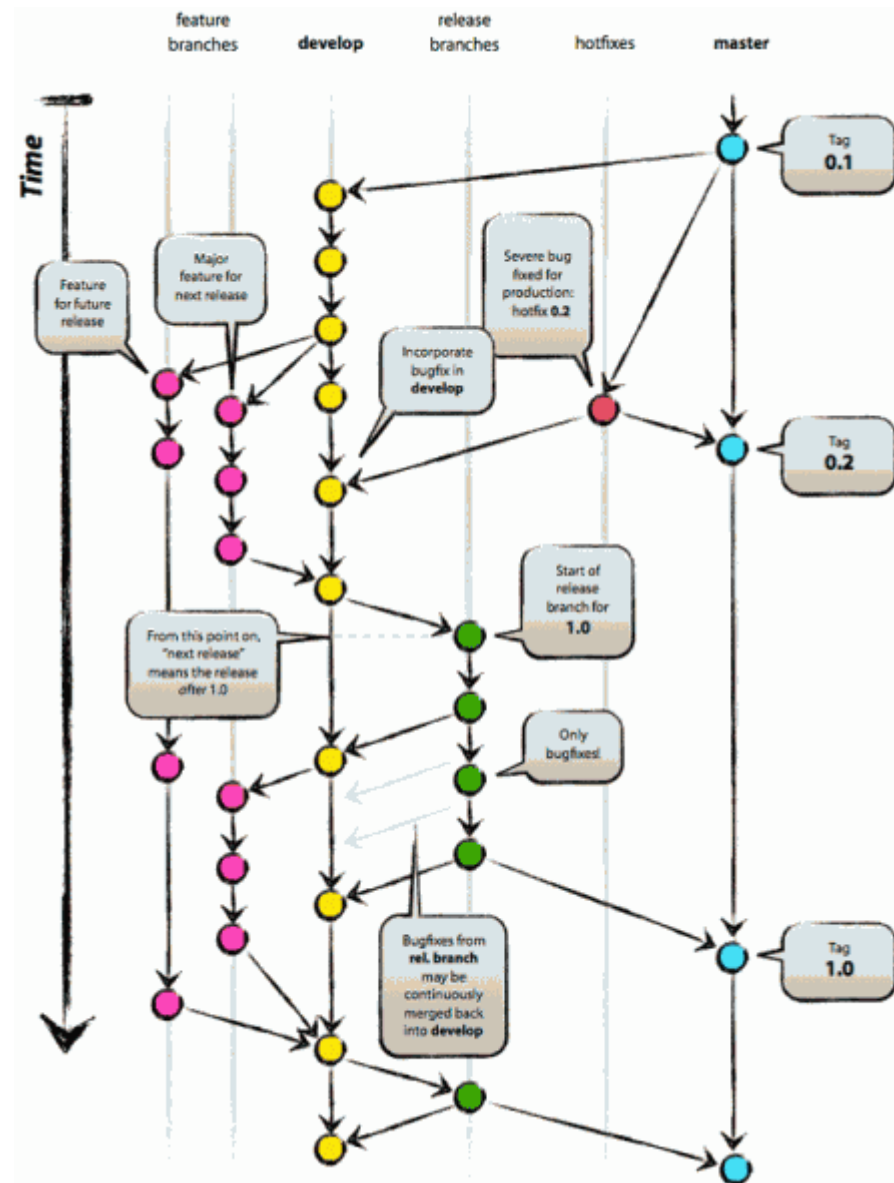 feature
branches
develop
release
branches
hotfixes
master
Time
Tag
0.1
Major
feature for
next release
Severe bug
fixed for
production:
hotfix 0.2
Feature
for future
release
Incorporate
bugfix in
develop
Tag
0.2
Start of
release
branch for
1.0
From this point on,
“next release”
means the release
after 1.0
Only
bugfixes!
Bugfixes from
rel. branch
may be
continuously
merged back
into develop
Tag
1.0